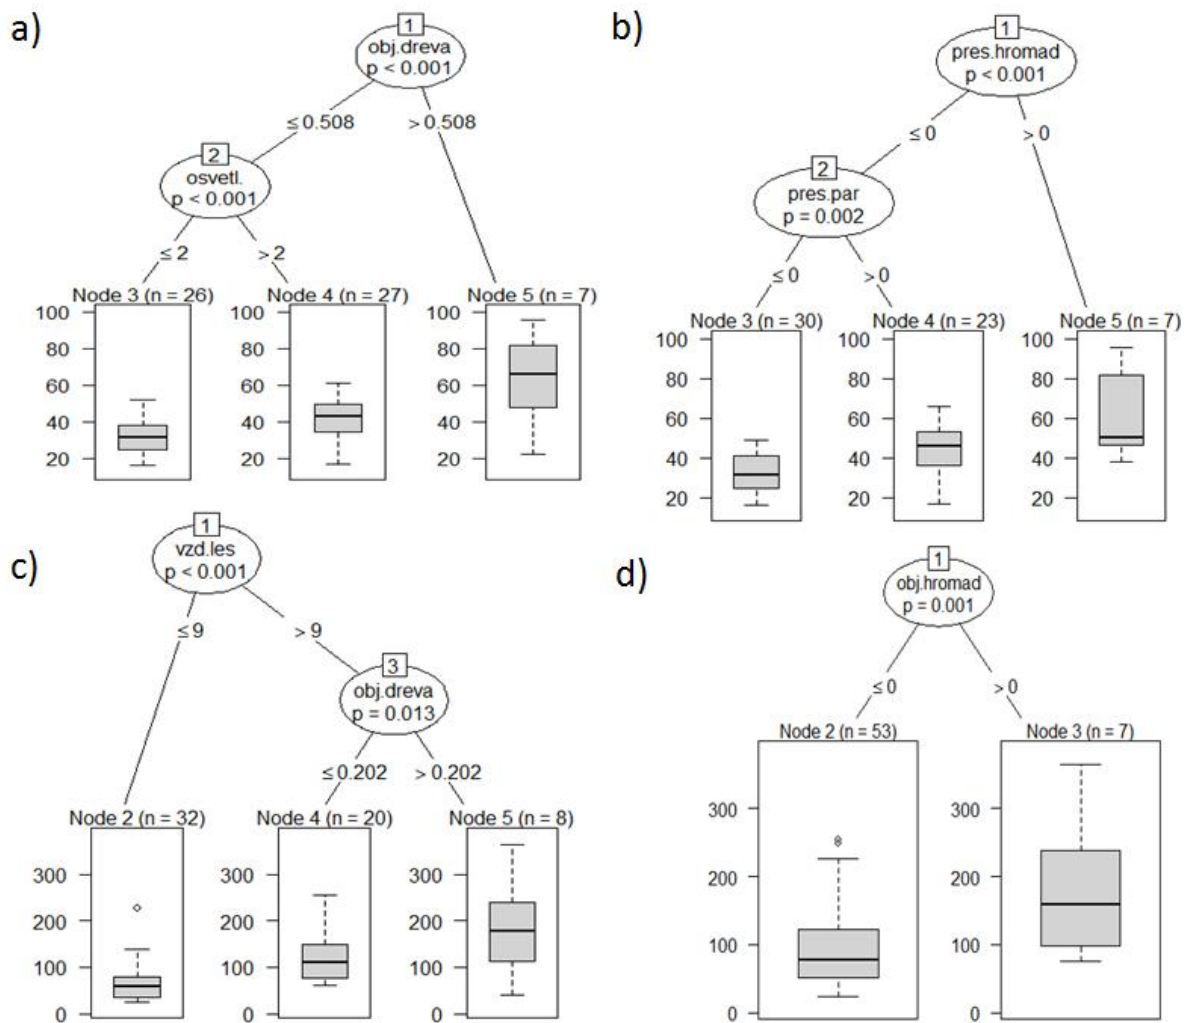 a)
1
obj.dreva
p < 0.001
≤ 0.508
> 0.508
2
osvetl.
p < 0.001
≤ 2
> 2
Node 3 (n = 26)
Node 4 (n = 27)
Node 5 (n = 7)
100
80
60
40
20
100
80
60
40
20
100
80
60
40
20
b)
1
pres.hromad
p < 0.001
≤ 0
> 0
2
pres.par
p = 0.002
≤ 0
> 0
Node 3 (n = 30)
Node 4 (n = 23)
Node 5 (n = 7)
100
80
60
40
20
100
80
60
40
20
100
80
60
40
20
c)
1
vzd.les
p < 0.001
≤ 9
> 9
3
obj.dreva
p = 0.013
≤ 0.202
> 0.202
Node 2 (n = 32)
Node 4 (n = 20)
Node 5 (n = 8)
300
200
100
0
300
200
100
0
300
200
100
0
d)
1
obj.hromad
p = 0.001
≤ 0
> 0
Node 2 (n = 53)
Node 3 (n = 7)
300
200
100
0
300
200
100
0